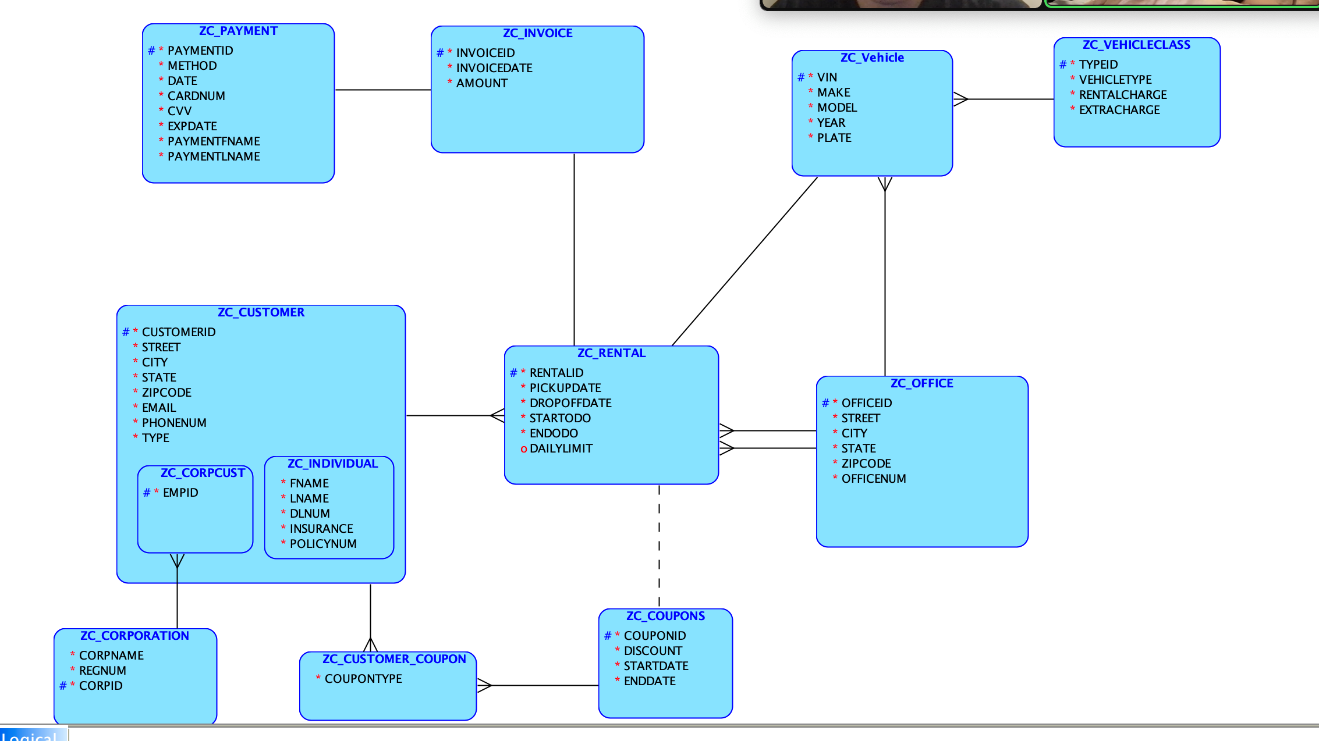 ZC_PAYMENT
# * PAYMENTID
* METHOD
* DATE
* CARDNUM
* CVV
* EXPDATE
* PAYMENTFNAME
* PAYMENTLNAME
ZC_INVOICE
# * INVOICEID
* INVOICEDATE
* AMOUNT
ZC_Vehicle
# * VIN
* MAKE
* MODEL
* YEAR
* PLATE
ZC_VEHICLECLASS
# * TYPEID
* VEHICLETYPE
* RENTALCHARGE
* EXTRACHARGE
ZC_CUSTOMER
# * CUSTOMERID
* STREET
* CITY
* STATE
* ZIPCODE
* EMAIL
* PHONENUM
* TYPE
ZC_CORPCUST
# * EMPID
ZC_INDIVIDUAL
* FNAME
* LNAME
* DLNUM
* INSURANCE
* POLICYNUM
ZC_RENTAL
# * RENTALID
* PICKUPDATE
* DROPOFFDATE
* STARTODO
* ENDODO
o DAILYLIMIT
ZC_OFFICE
# * OFFICEID
* STREET
* CITY
* STATE
* ZIPCODE
* OFFICENUM
ZC_CORPORATION
* CORPNAME
* REGNUM
# * CORPID
ZC_CUSTOMER_COUPON
* COUPONTYPE
ZC_COUPONS
# * COUPONID
* DISCOUNT
* STARTDATE
* ENDDATE
Logical